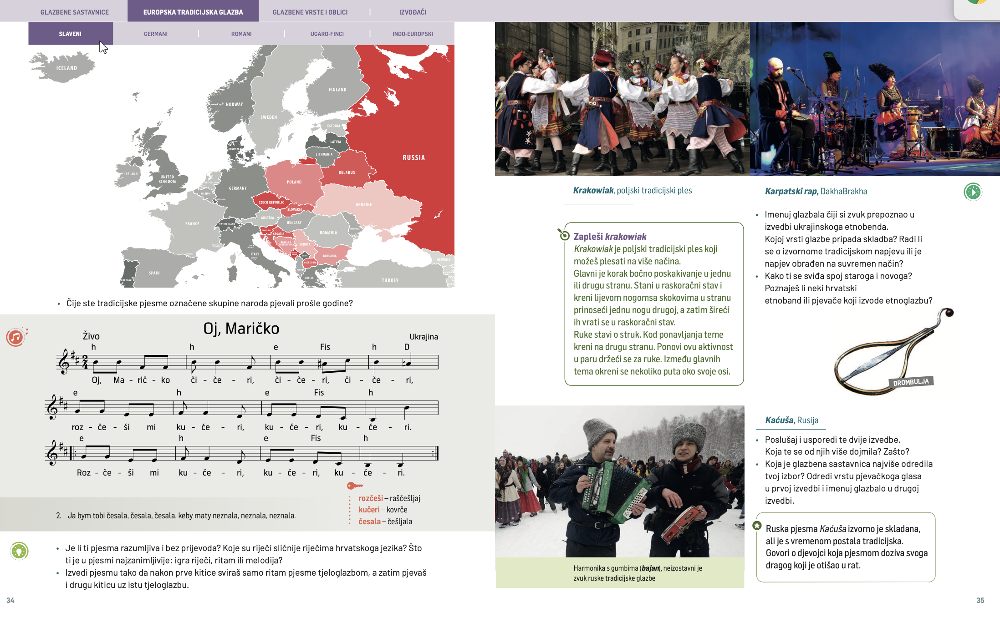 GLAZBENE SASTAVNICE
EUROPSKA TRADICIJSKA GLAZBA
GLAZBENE VRSTE I OBLICI
IZVOĐAČI
SLAVENI
GERMANI
ROMANI
UGARO-FINCI
INDO-EUROPSKI
ICELAND
NORWAY
SWEDEN
FINLAND
ESTONIA
LATVIA
LITHUANIA
DENMARK
RUSSIA
BELARUS
IRELAND
UNITED
KINGDOM
NETHERLANDS
BELGIUM
GERMANY
POLAND
CZECH REPUBLIC
SLOVAKIA
UKRAINE
FRANCE
SWITZERLAND
AUSTRIA
HUNGARY
ROMANIA
MOLDOVA
SLOVENIA
CROATIA
BOSNIA &
HERZEGOVINA
SERBIA
ITALY
BULGARIA
MACEDONIA
GREECE
PORTUGAL
SPAIN
TURKEY
GEORGIA
• Čije ste tradicijske pjesme označene skupine naroda pjevali prošle godine?
Oj, Maričko
Živo
Ukrajina
h h e Fis h D
2
4
Oj, Ma - rič - ko či - če - ri, či - če - ri, či - če - ri,
e h e Fis h
roz - če - ši mi ku - če - ri, ku - če - ri, ku - če - ri.
e h e Fis h
Roz - če - ši mi ku - če - ri, ku - če - ri, ku - če - ri.
rozčeši – raščešljaj
kučeri – kovrče
česala – češljala
2. Ja bym tobi česala, česala, česala, keby maty neznala, neznala, neznala.
• Je li ti pjesma razumljiva i bez prijevoda? Koje su riječi sličnije riječima hrvatskoga jezika? Što
ti je u pjesmi najzanimljivije: igra riječi, ritam ili melodija?
• Izvedi pjesmu tako da nakon prve kitice sviraš samo ritam pjesme tjeloglazbom, a zatim pjevaš
i drugu kiticu uz istu tjeloglazbu.
34
Krakowiak, poljski tradicijski ples
Zapleši krakowiak
Krakowiak je poljski tradicijski ples koji
možeš plesati na više načina.
Glavni je korak bočno poskakivanje u jednu
ili drugu stranu. Stani u raskoračni stav i
kreni lijevom nogomsa skokovima u stranu
prinoseći jednu nogu drugoj, a zatim šireći
ih vrati se u raskoračni stav.
Ruke stavi o struk. Kod ponavljanja teme
kreni na drugu stranu. Ponovi ovu aktivnost
u paru držeći se za ruke. Između glavnih
tema okreni se nekoliko puta oko svoje osi.
Harmonika s gumbima (bajan), neizostavni je
zvuk ruske tradicijske glazbe
Karpatski rap, DakhaBrakha
• Imenuj glazbala čiji si zvuk prepoznao u
izvedbi ukrajinskoga etnobenda.
Kojoj vrsti glazbe pripada skladba? Radi li
se o izvornome tradicijskom napjevu ili je
napjev obrađen na suvremen način?
• Kako ti se sviđa spoj staroga i novoga?
Poznaješ li neki hrvatski
etnoband ili pjevače koji izvode etnoglazbu?
DROMBULJA
Kaćuša, Rusija
• Poslušaj i usporedi te dvije izvedbe.
Koja te se od njih više dojmila? Zašto?
• Koja je glazbena sastavnica najviše odredila
tvoj izbor? Odredi vrstu pjevačkoga glasa
u prvoj izvedbi i imenuj glazbalo u drugoj
izvedbi.
Ruska pjesma Kaćuša izvorno je skladana,
ali je s vremenom postala tradicijska.
Govori o djevojci koja pjesmom doziva svoga
dragog koji je otišao u rat.
35